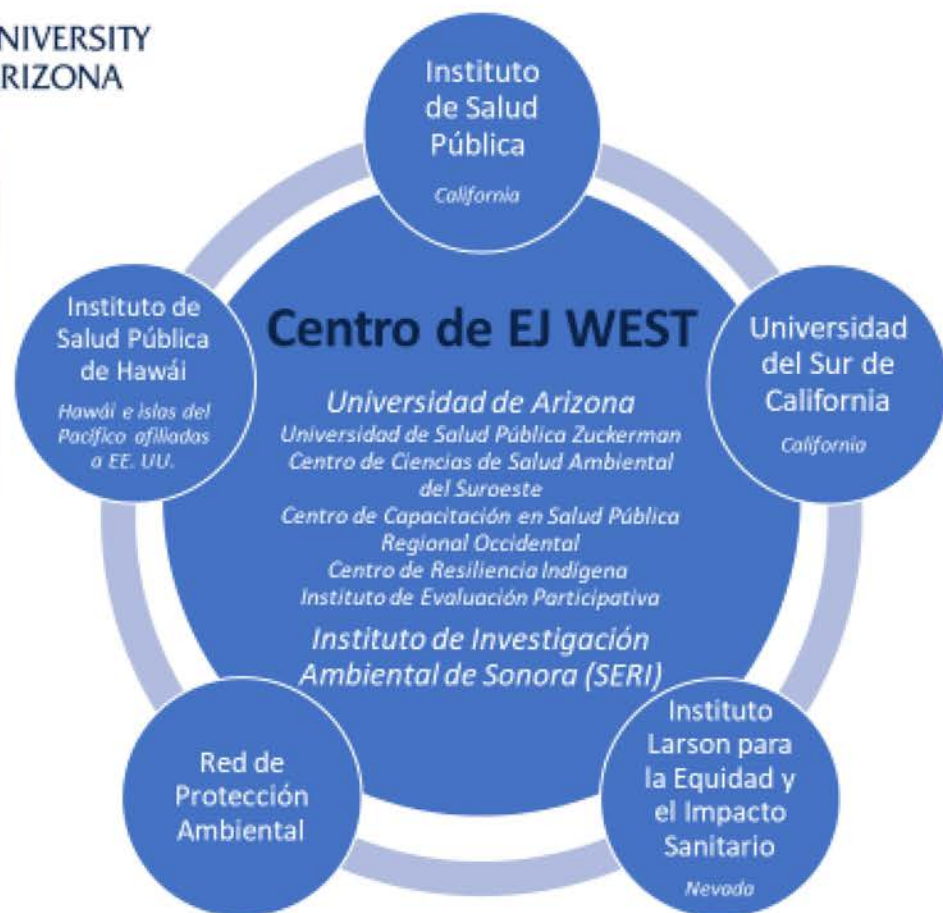 NIVERSITY
RIZONA
Instituto
de Salud
Pública
California
Instituto de
Salud Pública
de Hawái
Hawái e islas del
Pacífico afiliadas
a EE. UU.
Centro de EJ WEST
Universidad de Arizona
Universidad de Salud Pública Zuckerman
Centro de Ciencias de Salud Ambiental
del Suroeste
Centro de Capacitación en Salud Pública
Regional Occidental
Centro de Resiliencia Indígena
Instituto de Evaluación Participativa
Instituto de Investigación
Ambiental de Sonora (SERI)
Universidad
del Sur de
California
California
Red de
Protección
Ambiental
Instituto
Larson para
la Equidad y
el Impacto
Sanitario
Nevada